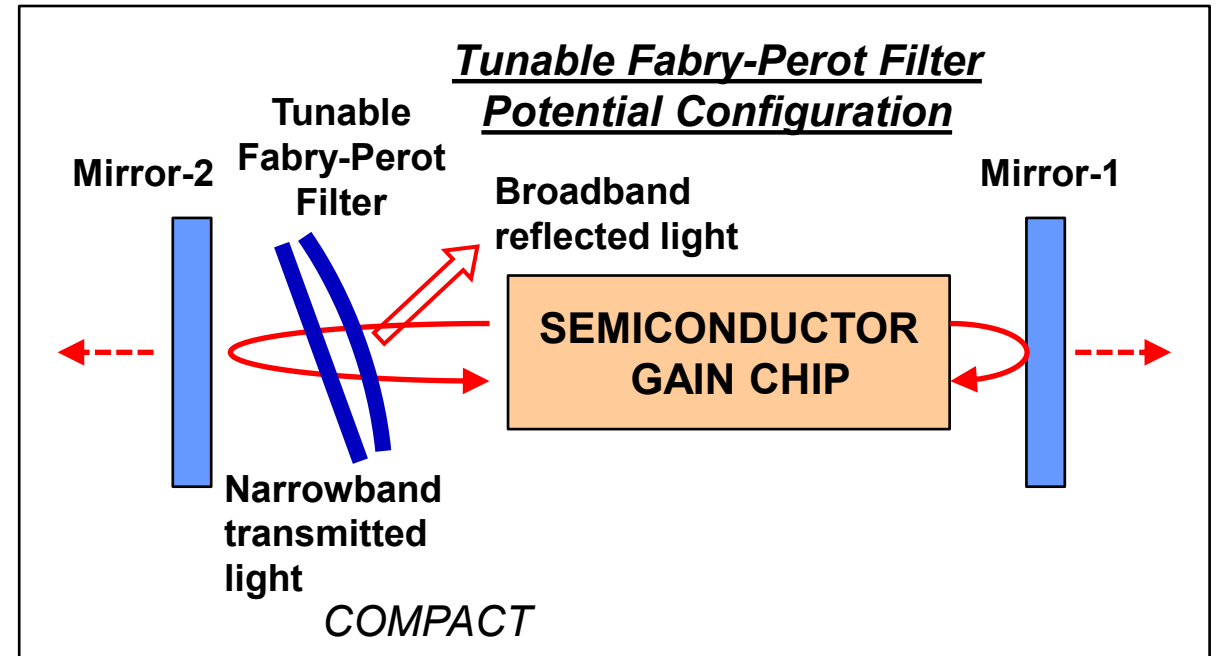 Tunable Fabry-Perot Filter
Potential Configuration
Tunable
Fabry-Perot
Filter
Mirror-2
Broadband
reflected light
Mirror-1
SEMICONDUCTOR
GAIN CHIP
Narrowband
transmitted
light
COMPACT